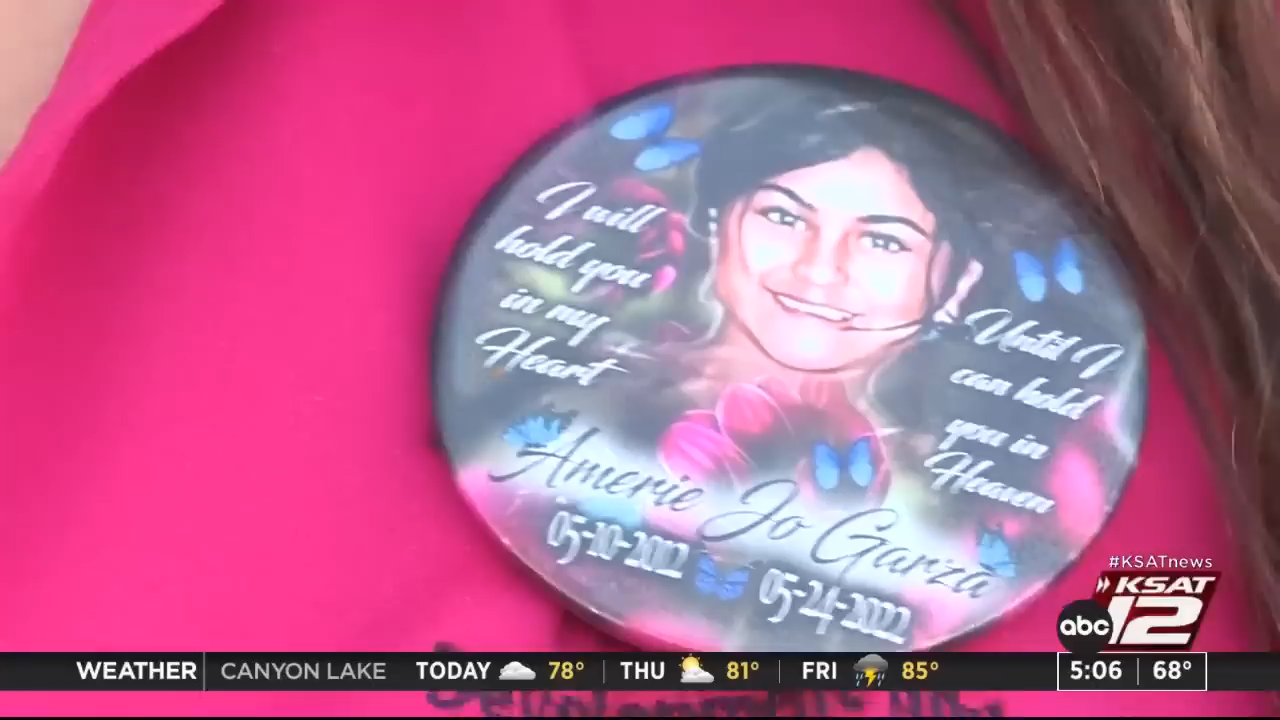 I will
hold you
in my
Heart
Until I
can hold
you in
Heaven
Amerie Jo Garza
05-10-2012
05-24-2022
#KSATnews
KSAT
abc 12
WEATHER CANYON LAKE TODAY 78° THU 81° FRI 85° 5:06 68°